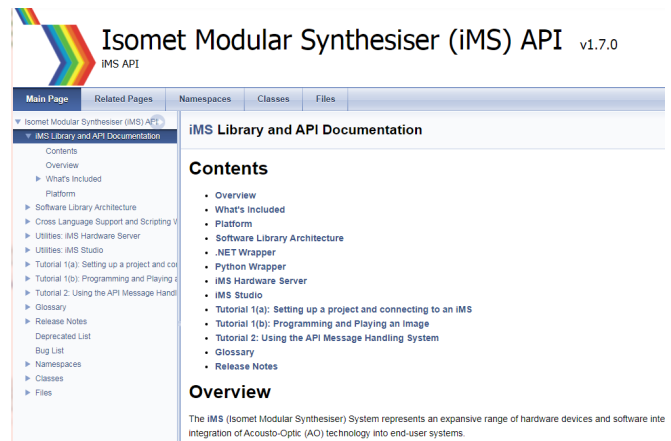 Isomet Modular Synthesiser (iMS) API v1.7.0
iMS API
Main Page Related Pages Namespaces Classes Files
Isomet Modular Synthesiser (iMS) API
iMS Library and API Documentation
Contents
Overview
What's Included
Platform
Software Library Architecture
Cross Language Support and Scripting W
Utilities: iMS Hardware Server
Utilities: iMS Studio
Tutorial 1(a): Setting up a project and con
Tutorial 1(b): Programming and Playing a
Tutorial 2: Using the API Message Handl
Glossary
Release Notes
Deprecated List
Bug List
Namespaces
Classes
Files
iMS Library and API Documentation
Contents
Overview
What's Included
Platform
Software Library Architecture
.NET Wrapper
Python Wrapper
iMS Hardware Server
iMS Studio
Tutorial 1(a): Setting up a project and connecting to an iMS
Tutorial 1(b): Programming and Playing an Image
Tutorial 2: Using the API Message Handling System
Glossary
Release Notes
Overview
The iMS (Isomet Modular Synthesiser) System represents an expansive range of hardware devices and software inte
integration of Acousto-Optic (AO) technology into end-user systems.